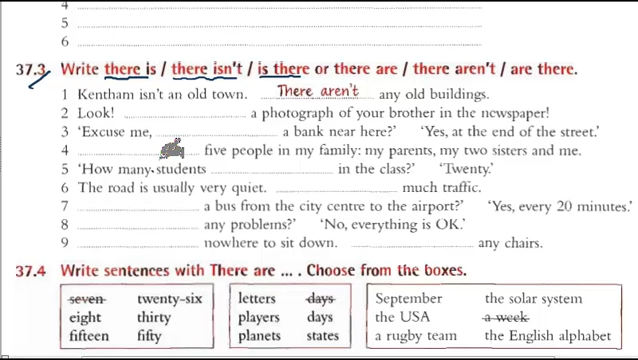 4
5
6
37.3 Write there is / there isn't / is there or there are / there aren't / are there.
1 Kentham isn't an old town. There aren't any old buildings.
2 Look! a photograph of your brother in the newspaper!
3 'Excuse me, a bank near here?' 'Yes, at the end of the street.'
4 five people in my family: my parents, my two sisters and me.
5 'How many students in the class?' 'Twenty.'
6 The road is usually very quiet. much traffic.
7 a bus from the city centre to the airport?' 'Yes, every 20 minutes.'
8 any problems?' 'No, everything is OK.'
9 nowhere to sit down. any chairs.
37.4 Write sentences with There are ... . Choose from the boxes.
seven twenty-six letters days September the solar system
eight thirty players days the USA a week
fifteen fifty planets states a rugby team the English alphabet